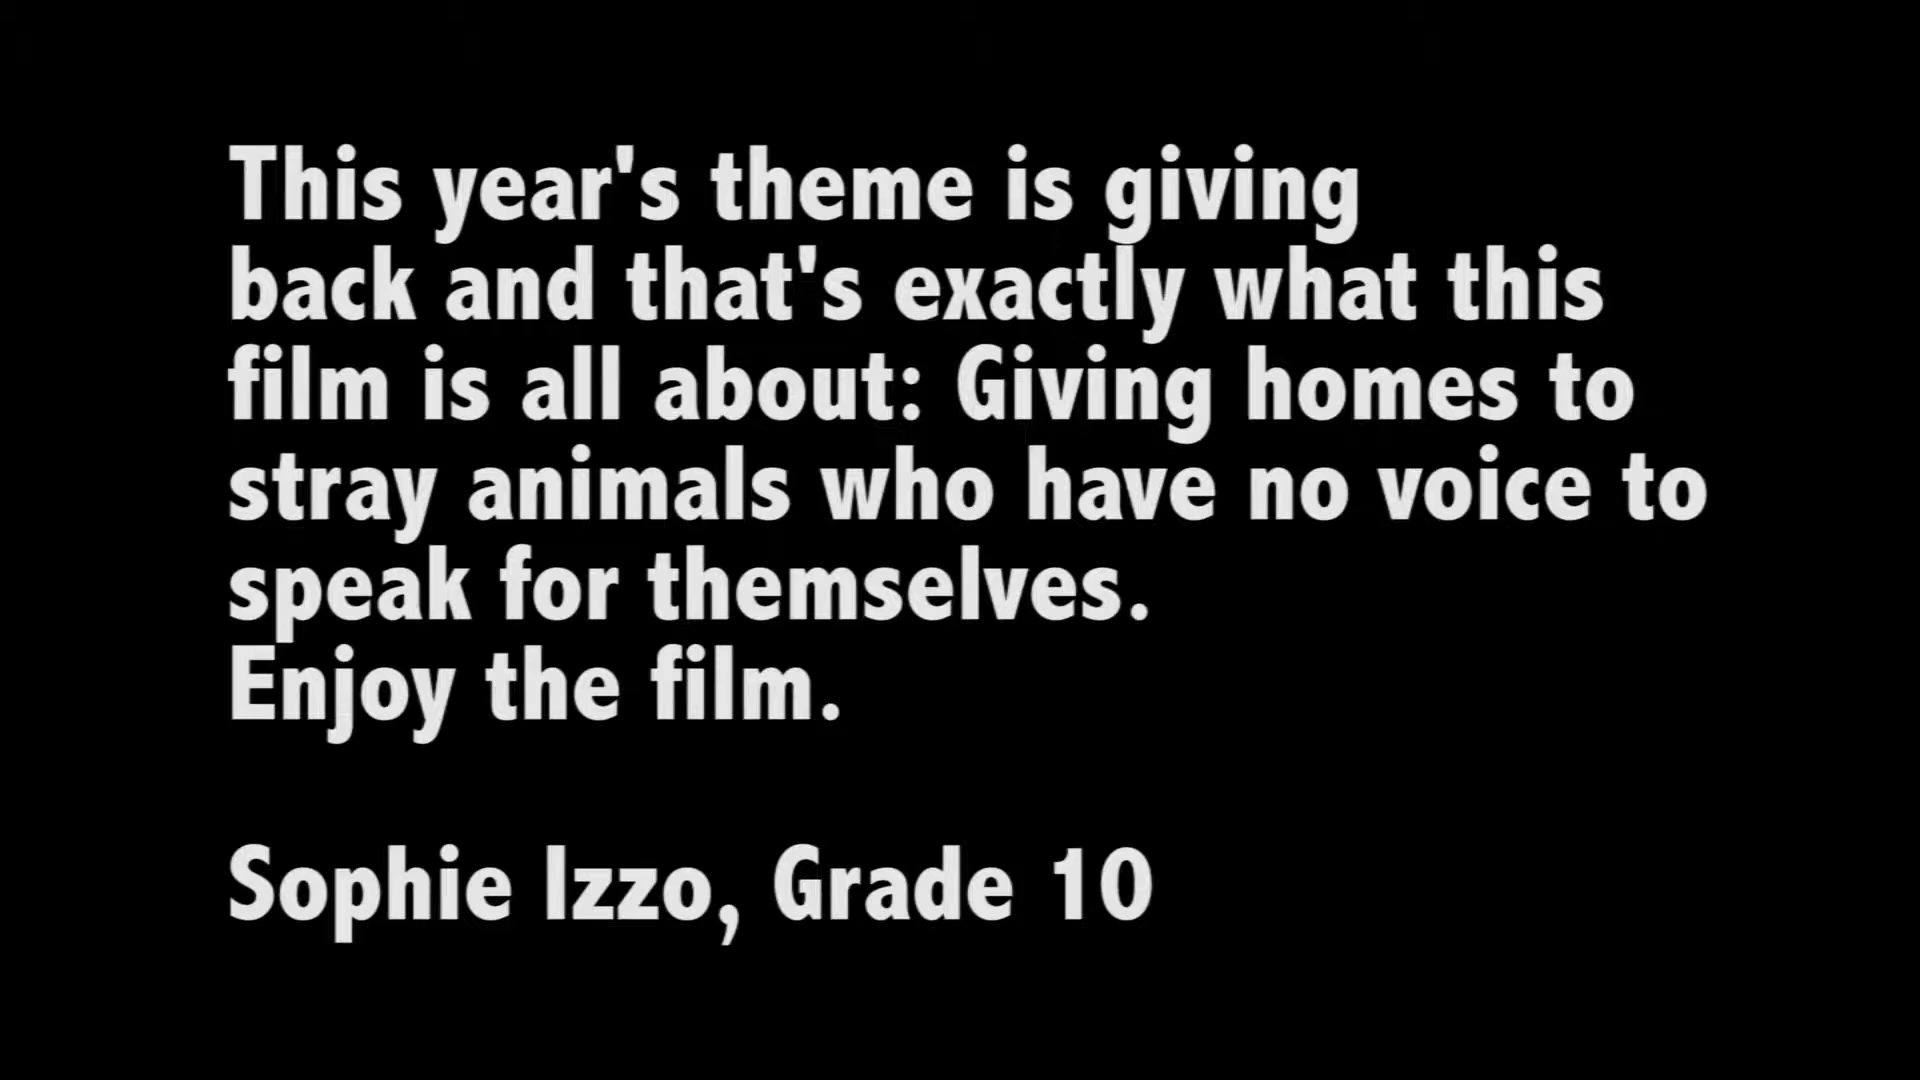 This year's theme is giving
back and that's exactly what this
film is all about: Giving homes to
stray animals who have no voice to
speak for themselves.
Enjoy the film.
Sophie Izzo, Grade 10